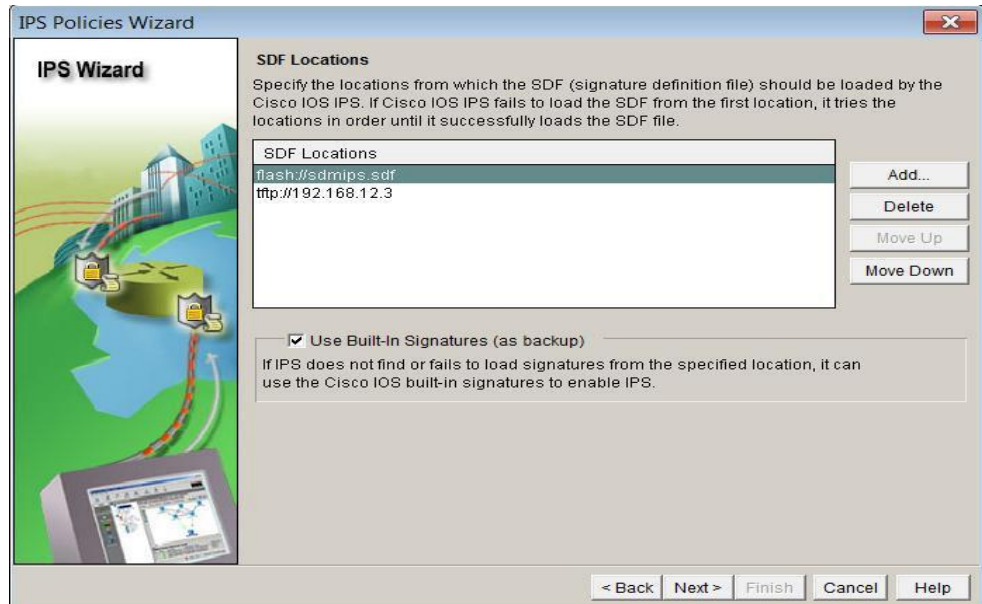 IPS Policies Wizard
IPS Wizard
SDF Locations
Specify the locations from which the SDF (signature definition file) should be loaded by the
Cisco IOS IPS. If Cisco IOS IPS fails to load the SDF from the first location, it tries the
locations in order until it successfully loads the SDF file.
SDF Locations
flash://sdmips.sdf
tftp://192.168.12.3
Add...
Delete
Move Up
Move Down
Use Built-In Signatures (as backup)
If IPS does not find or fails to load signatures from the specified location, it can
use the Cisco IOS built-in signatures to enable IPS.
< Back
Next >
Finish
Cancel
Help